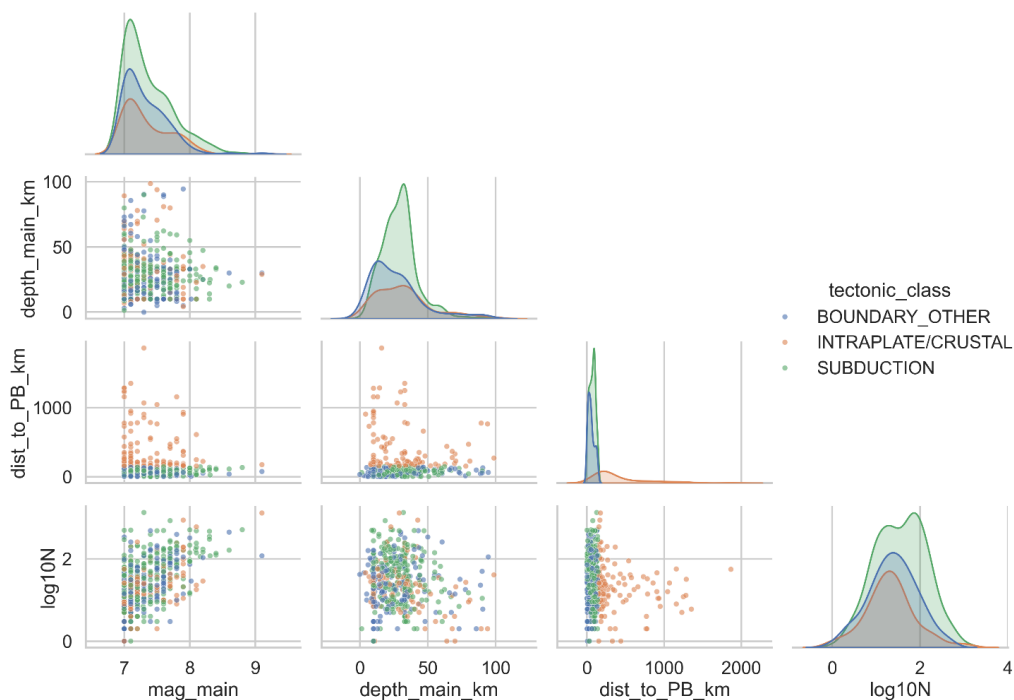 depth_main_km
100
50
0
dist_to_PB_km
1000
0
log10N
2
0
7
8
9
mag_main
0
50
100
depth_main_km
0
1000
2000
dist_to_PB_km
0
2
4
log10N
tectonic_class
BOUNDARY_OTHER
INTRAPLATE/CRUSTAL
SUBDUCTION